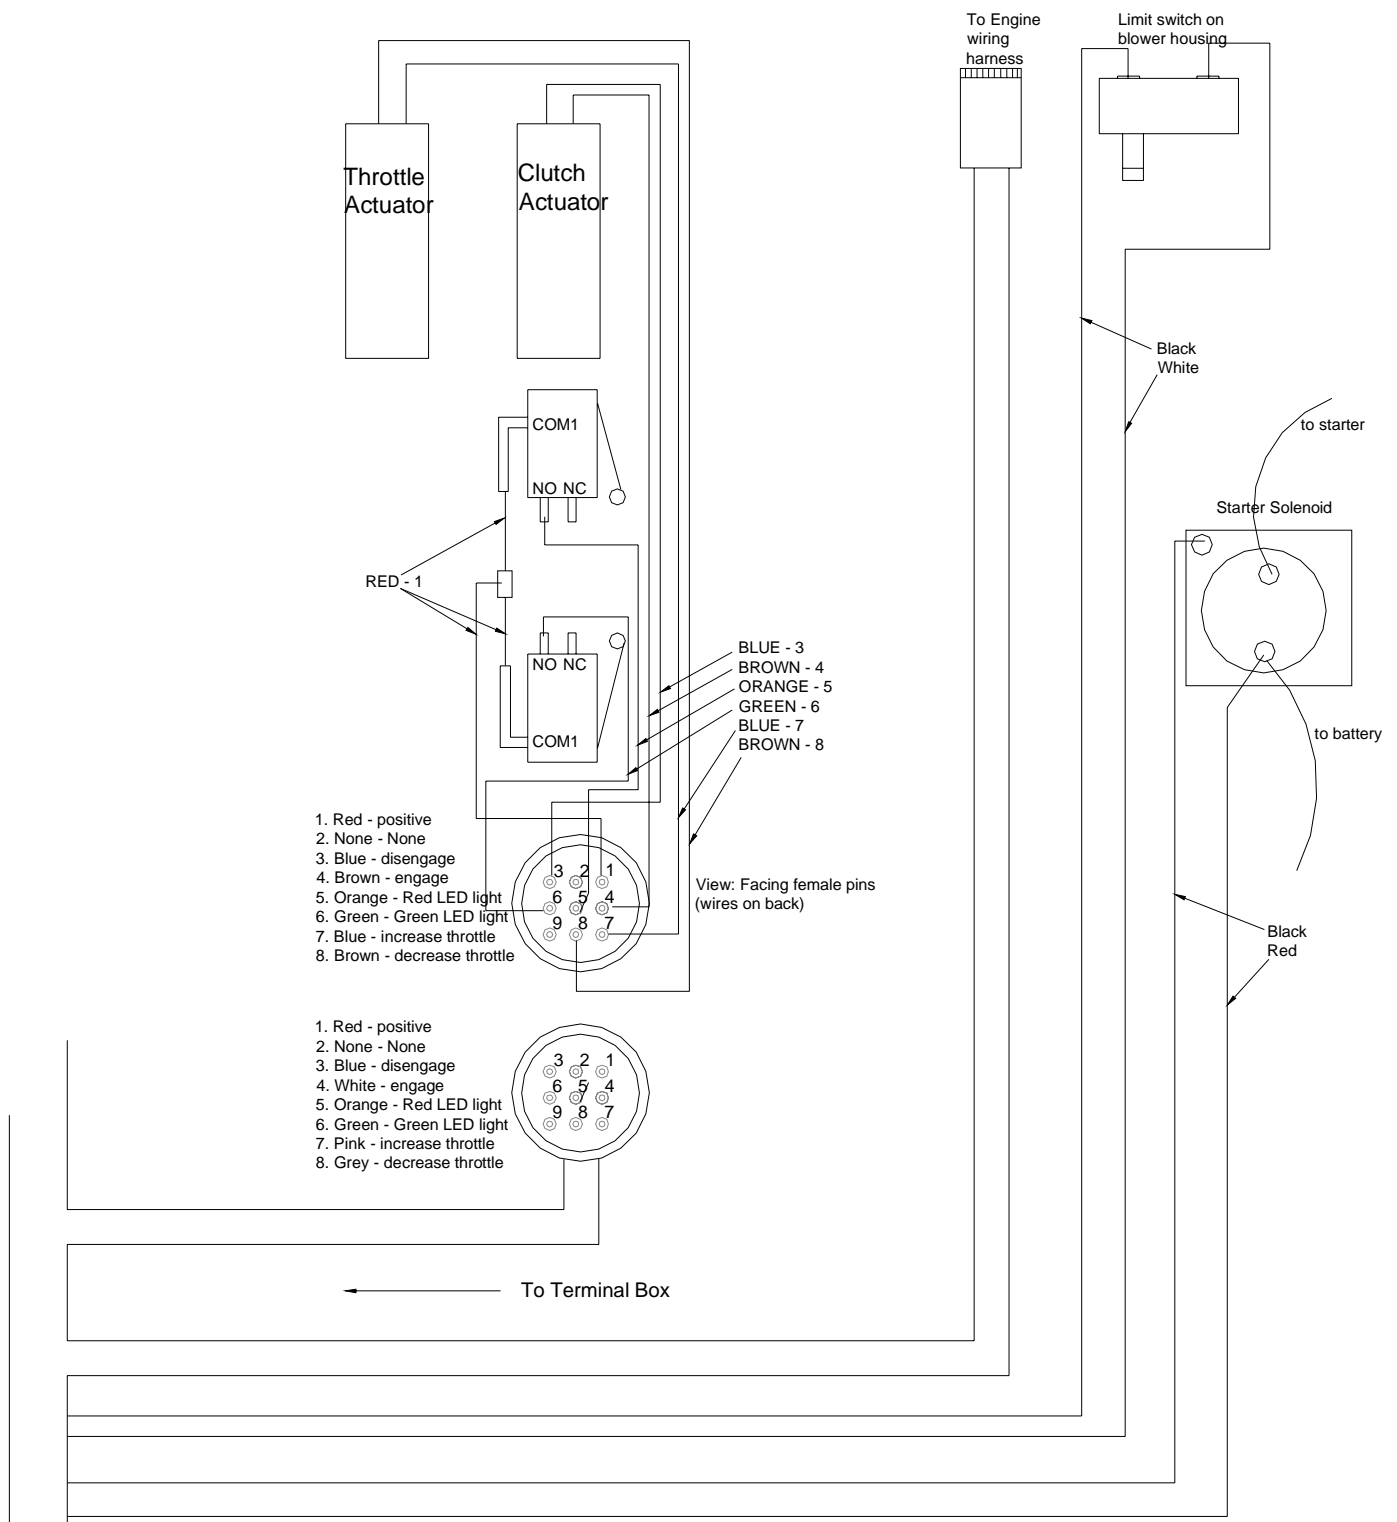 To Engine
wiring
harness
Limit switch on
blower housing
Throttle
Actuator
Clutch
Actuator
Black
White
COM1
NO NC
to starter
Starter Solenoid
RED - 1
NO NC
COM1
BLUE - 3
BROWN - 4
ORANGE - 5
GREEN - 6
BLUE - 7
BROWN - 8
to battery
1. Red - positive
2. None - None
3. Blue - disengage
4. Brown - engage
5. Orange - Red LED light
6. Green - Green LED light
7. Blue - increase throttle
8. Brown - decrease throttle
3 2 1
6 5 4
9 8 7
View: Facing female pins
(wires on back)
Black
Red
1. Red - positive
2. None - None
3. Blue - disengage
4. White - engage
5. Orange - Red LED light
6. Green - Green LED light
7. Pink - increase throttle
8. Grey - decrease throttle
3 2 1
6 5 4
9 8 7
To Terminal Box